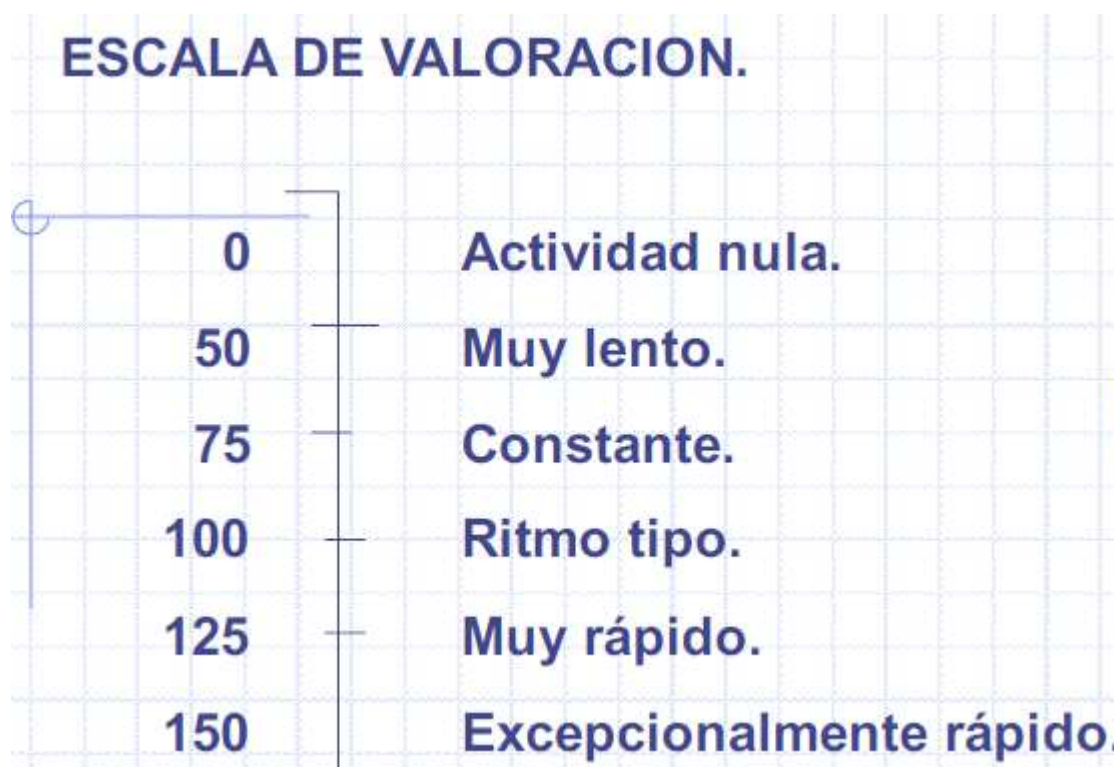 ESCALA DE VALORACION.
0 Actividad nula.
50 Muy lento.
75 Constante.
100 Ritmo tipo.
125 Muy rápido.
150 Excepcionalmente rápido.